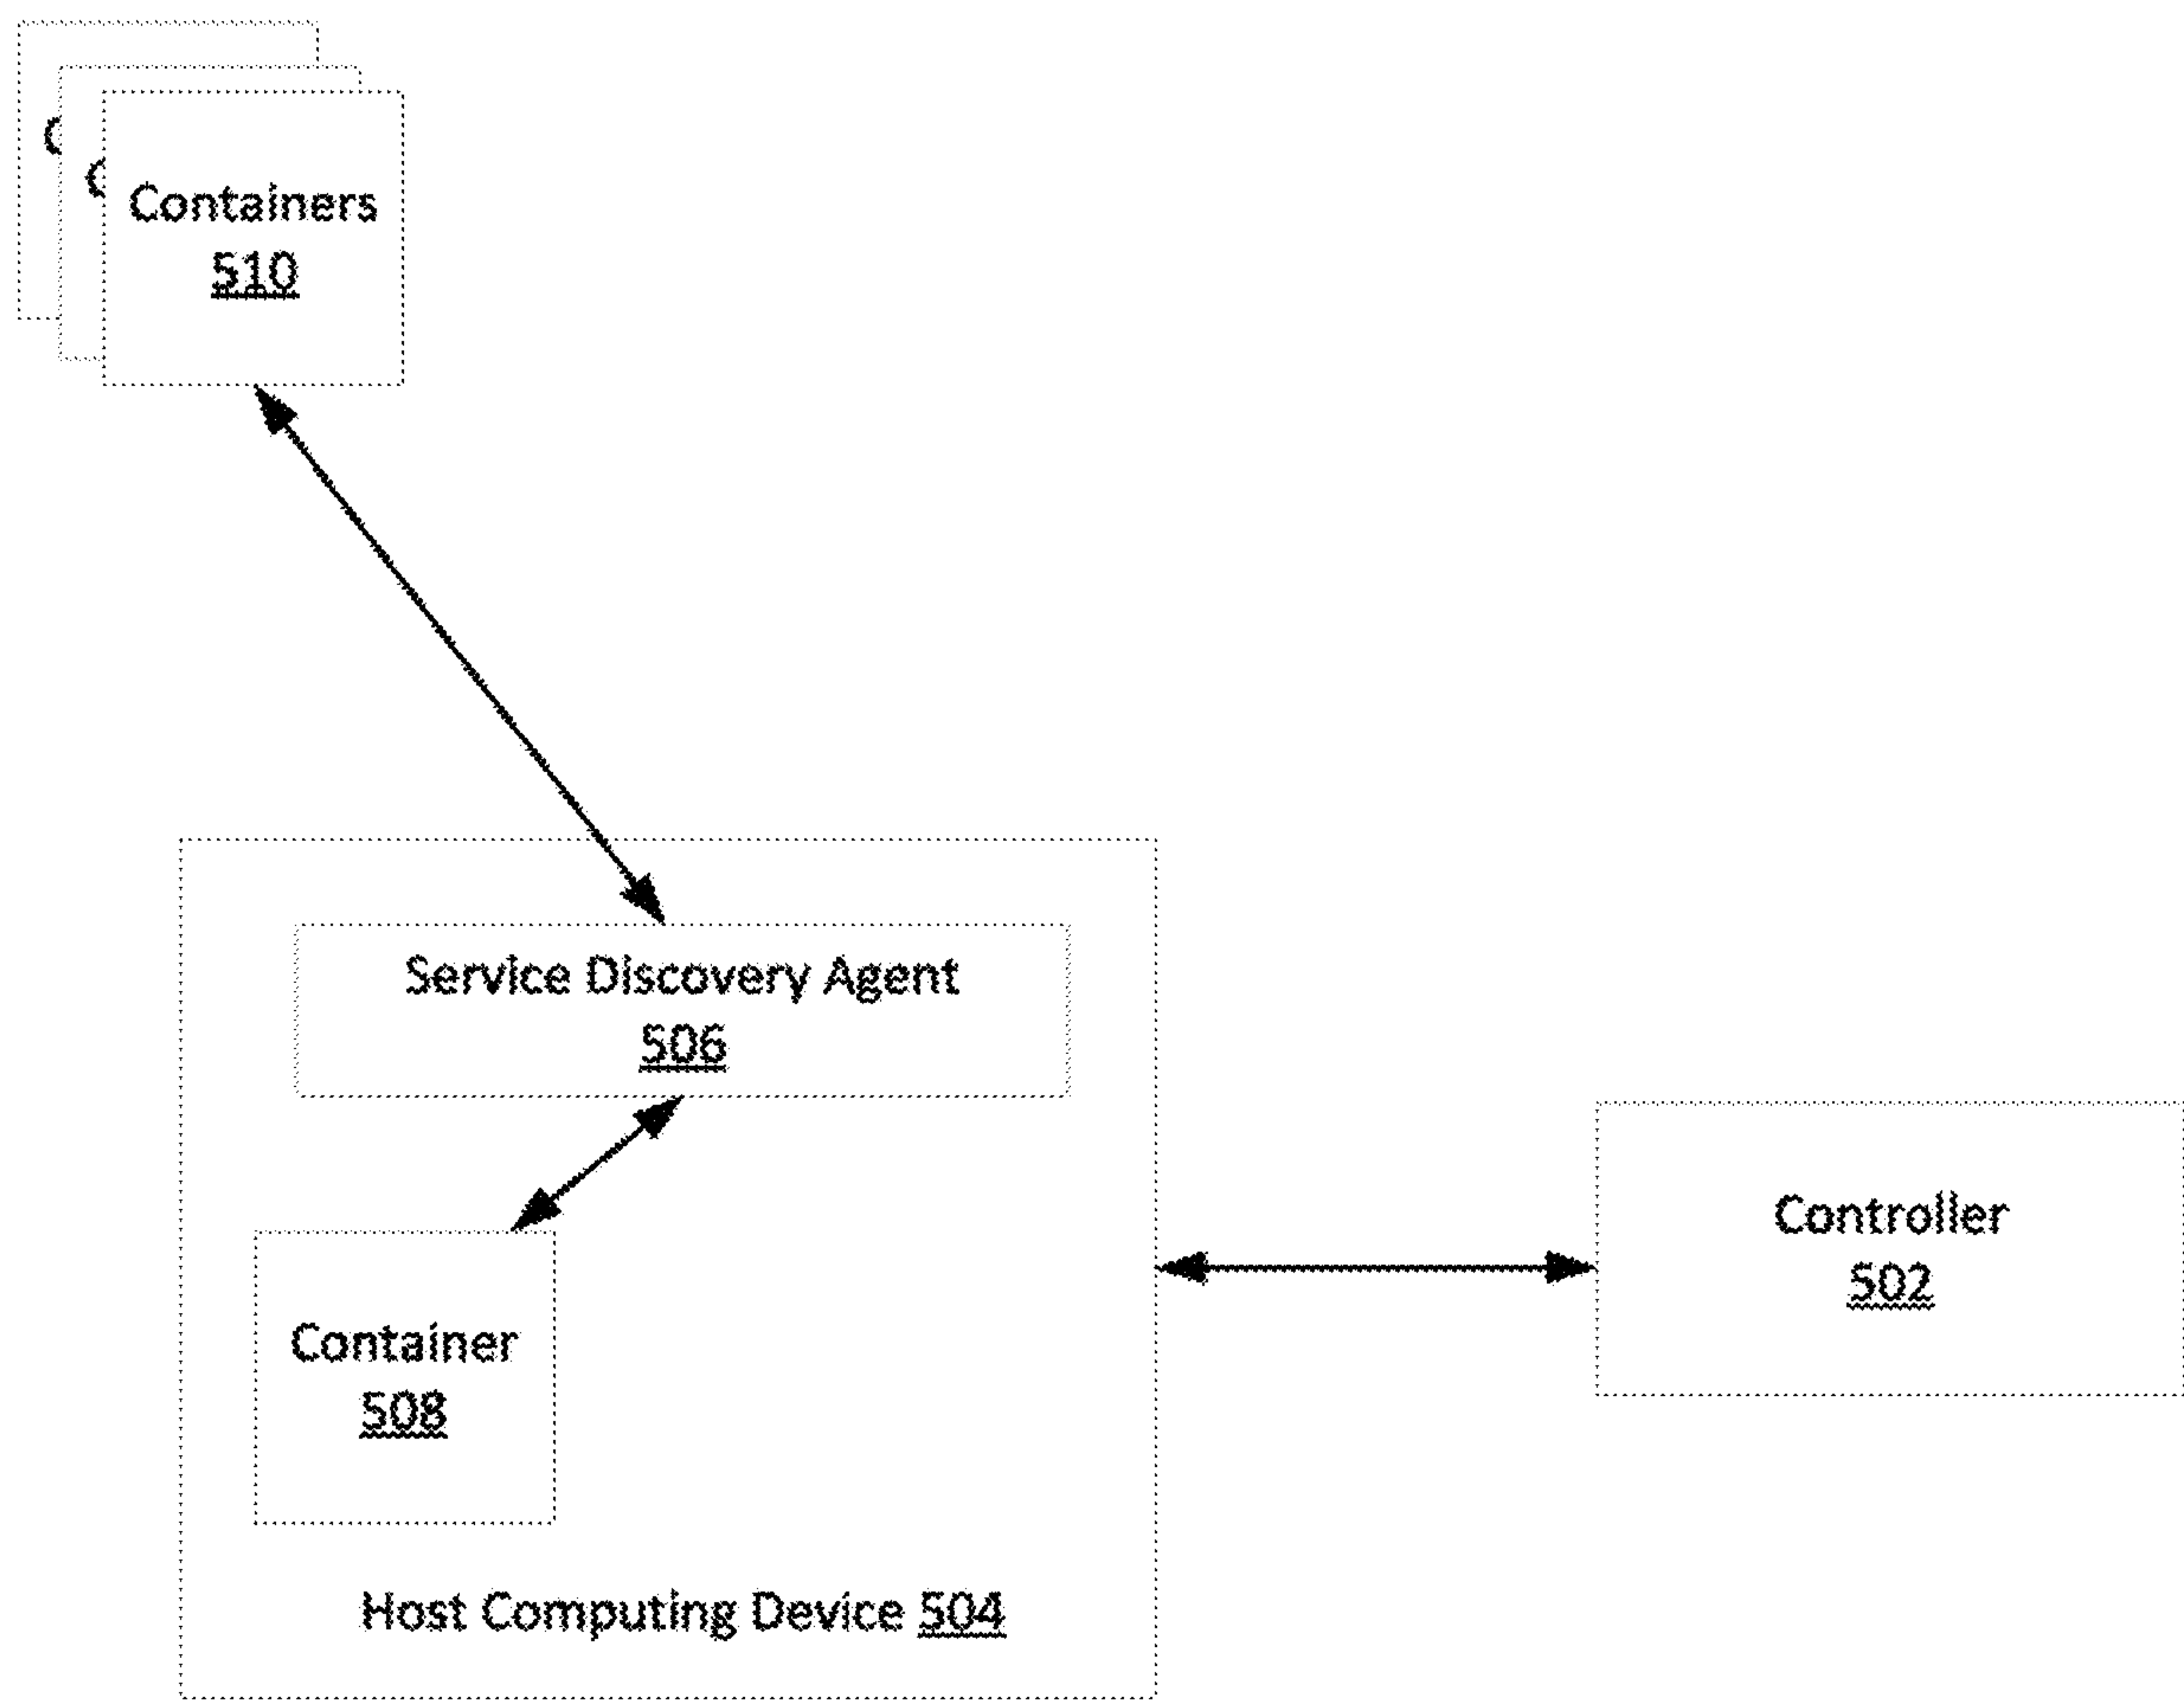 Containers
510
Service Discovery Agent
506
Controller
502
Container
508
Host Computing Device 504